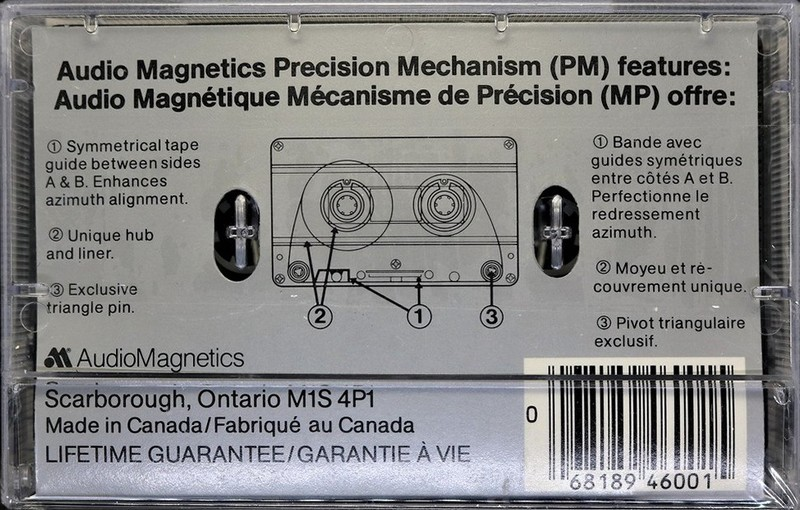 Audio Magnetics Precision Mechanism (PM) features:
Audio Magnétique Mécanisme de Précision (MP) offre:
① Symmetrical tape
guide between sides
A & B. Enhances
azimuth alignment.
② Unique hub
and liner.
③ Exclusive
triangle pin.
① Bande avec
guides symétriques
entre côtés A et B.
Perfectionne le
redressement
azimuth.
② Moyeu et rè-
couvrement unique.
③ Pivot triangulaire
exclusif.
② ① ③
AudioMagnetics
Scarborough, Ontario M1S 4P1
Made in Canada/Fabriqué au Canada
LIFETIME GUARANTEE/GARANTIE À VIE
0 68189 46001